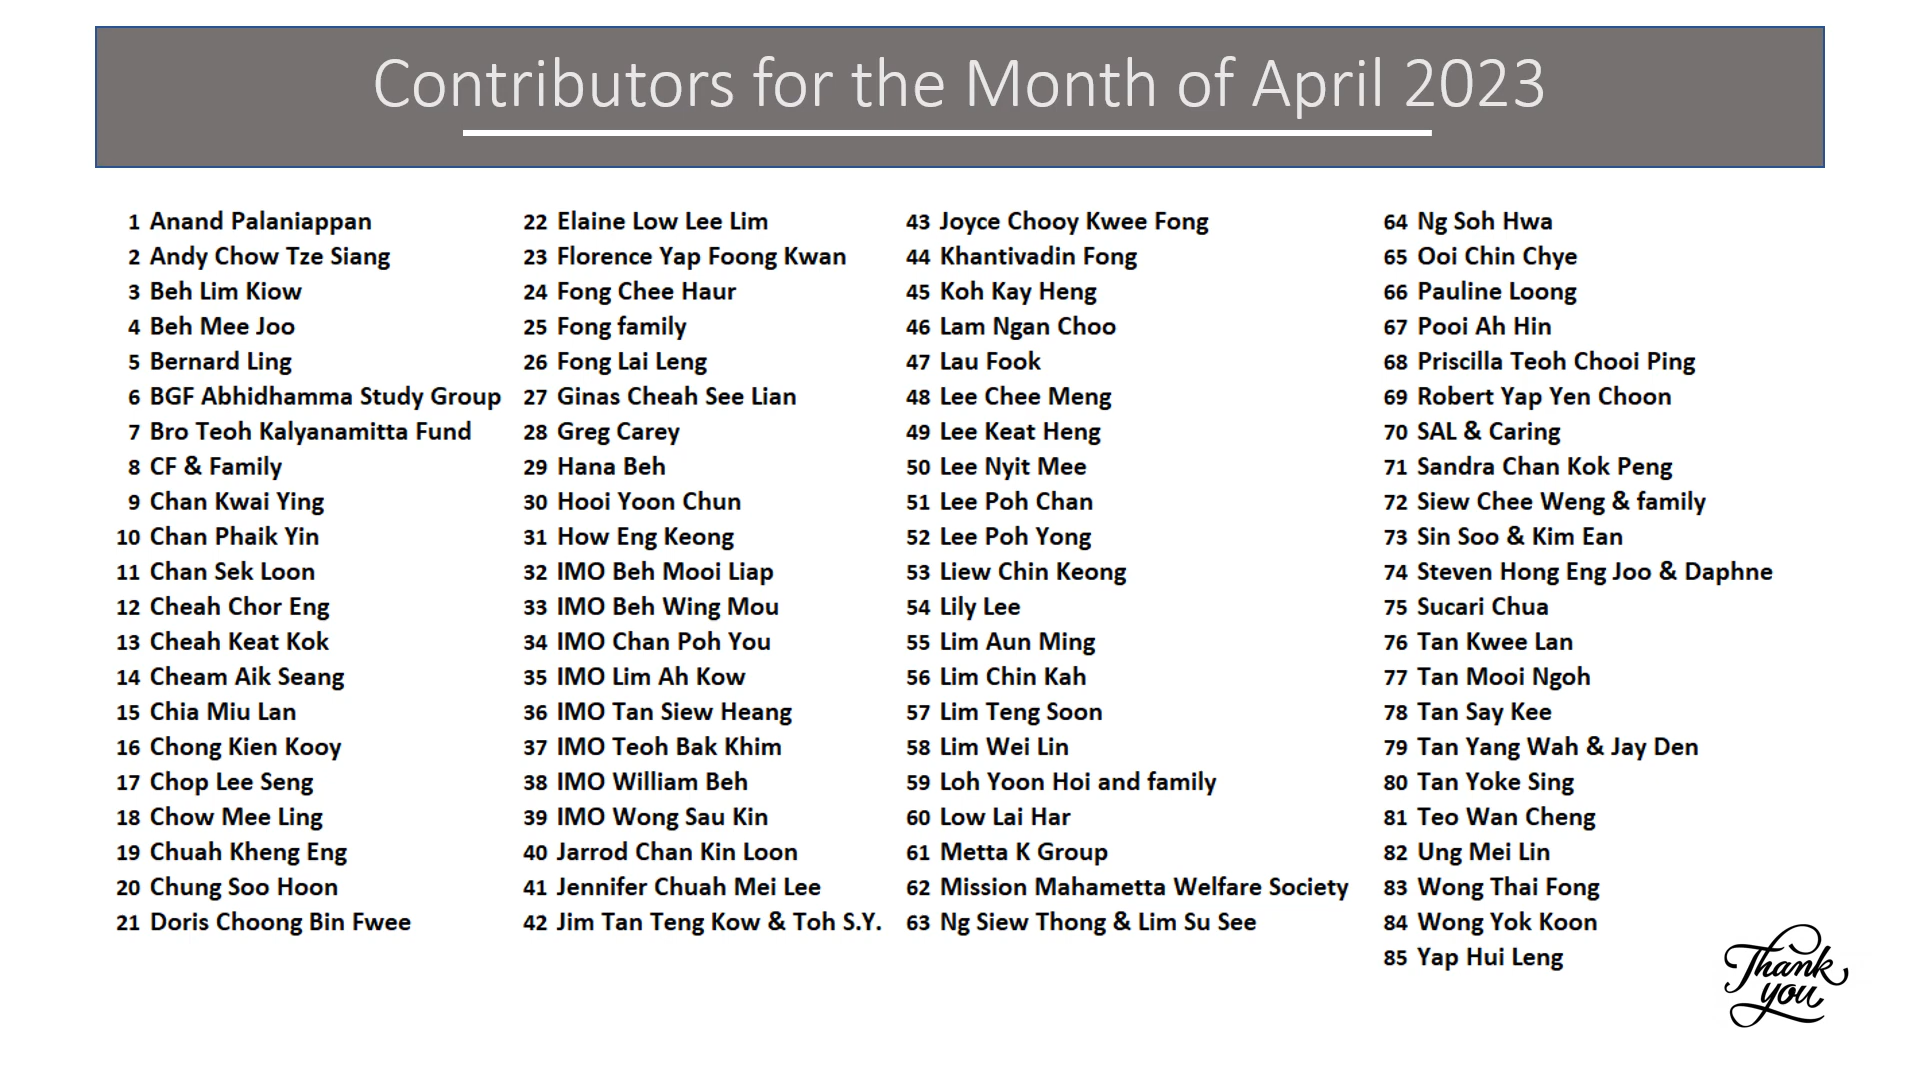 Contributors for the Month of April 2023
1 Anand Palaniappan
2 Andy Chow Tze Siang
3 Beh Lim Kiow
4 Beh Mee Joo
5 Bernard Ling
6 BGF Abhidhamma Study Group
7 Bro Teoh Kalyanamitta Fund
8 CF & Family
9 Chan Kwai Ying
10 Chan Phaik Yin
11 Chan Sek Loon
12 Cheah Chor Eng
13 Cheah Keat Kok
14 Cheam Aik Seang
15 Chia Miu Lan
16 Chong Kien Kooy
17 Chop Lee Seng
18 Chow Mee Ling
19 Chuah Kheng Eng
20 Chung Soo Hoon
21 Doris Choong Bin Fwee
22 Elaine Low Lee Lim
23 Florence Yap Foong Kwan
24 Fong Chee Haur
25 Fong family
26 Fong Lai Leng
27 Ginas Cheah See Lian
28 Greg Carey
29 Hana Beh
30 Hooi Yoon Chun
31 How Eng Keong
32 IMO Beh Mooi Liap
33 IMO Beh Wing Mou
34 IMO Chan Poh You
35 IMO Lim Ah Kow
36 IMO Tan Siew Heang
37 IMO Teoh Bak Khim
38 IMO William Beh
39 IMO Wong Sau Kin
40 Jarrod Chan Kin Loon
41 Jennifer Chuah Mei Lee
42 Jim Tan Teng Kow & Toh S.Y.
43 Joyce Chooy Kwee Fong
44 Khantivadin Fong
45 Koh Kay Heng
46 Lam Ngan Choo
47 Lau Fook
48 Lee Chee Meng
49 Lee Keat Heng
50 Lee Nyit Mee
51 Lee Poh Chan
52 Lee Poh Yong
53 Liew Chin Keong
54 Lily Lee
55 Lim Aun Ming
56 Lim Chin Kah
57 Lim Teng Soon
58 Lim Wei Lin
59 Loh Yoon Hoi and family
60 Low Lai Har
61 Metta K Group
62 Mission Mahametta Welfare Society
63 Ng Siew Thong & Lim Su See
64 Ng Soh Hwa
65 Ooi Chin Chye
66 Pauline Loong
67 Pooi Ah Hin
68 Priscilla Teoh Chooi Ping
69 Robert Yap Yen Choon
70 SAL & Caring
71 Sandra Chan Kok Peng
72 Siew Chee Weng & family
73 Sin Soo & Kim Ean
74 Steven Hong Eng Joo & Daphne
75 Sucari Chua
76 Tan Kwee Lan
77 Tan Mooi Ngoh
78 Tan Say Kee
79 Tan Yang Wah & Jay Den
80 Tan Yoke Sing
81 Teo Wan Cheng
82 Ung Mei Lin
83 Wong Thai Fong
84 Wong Yok Koon
85 Yap Hui Leng
Thank
you